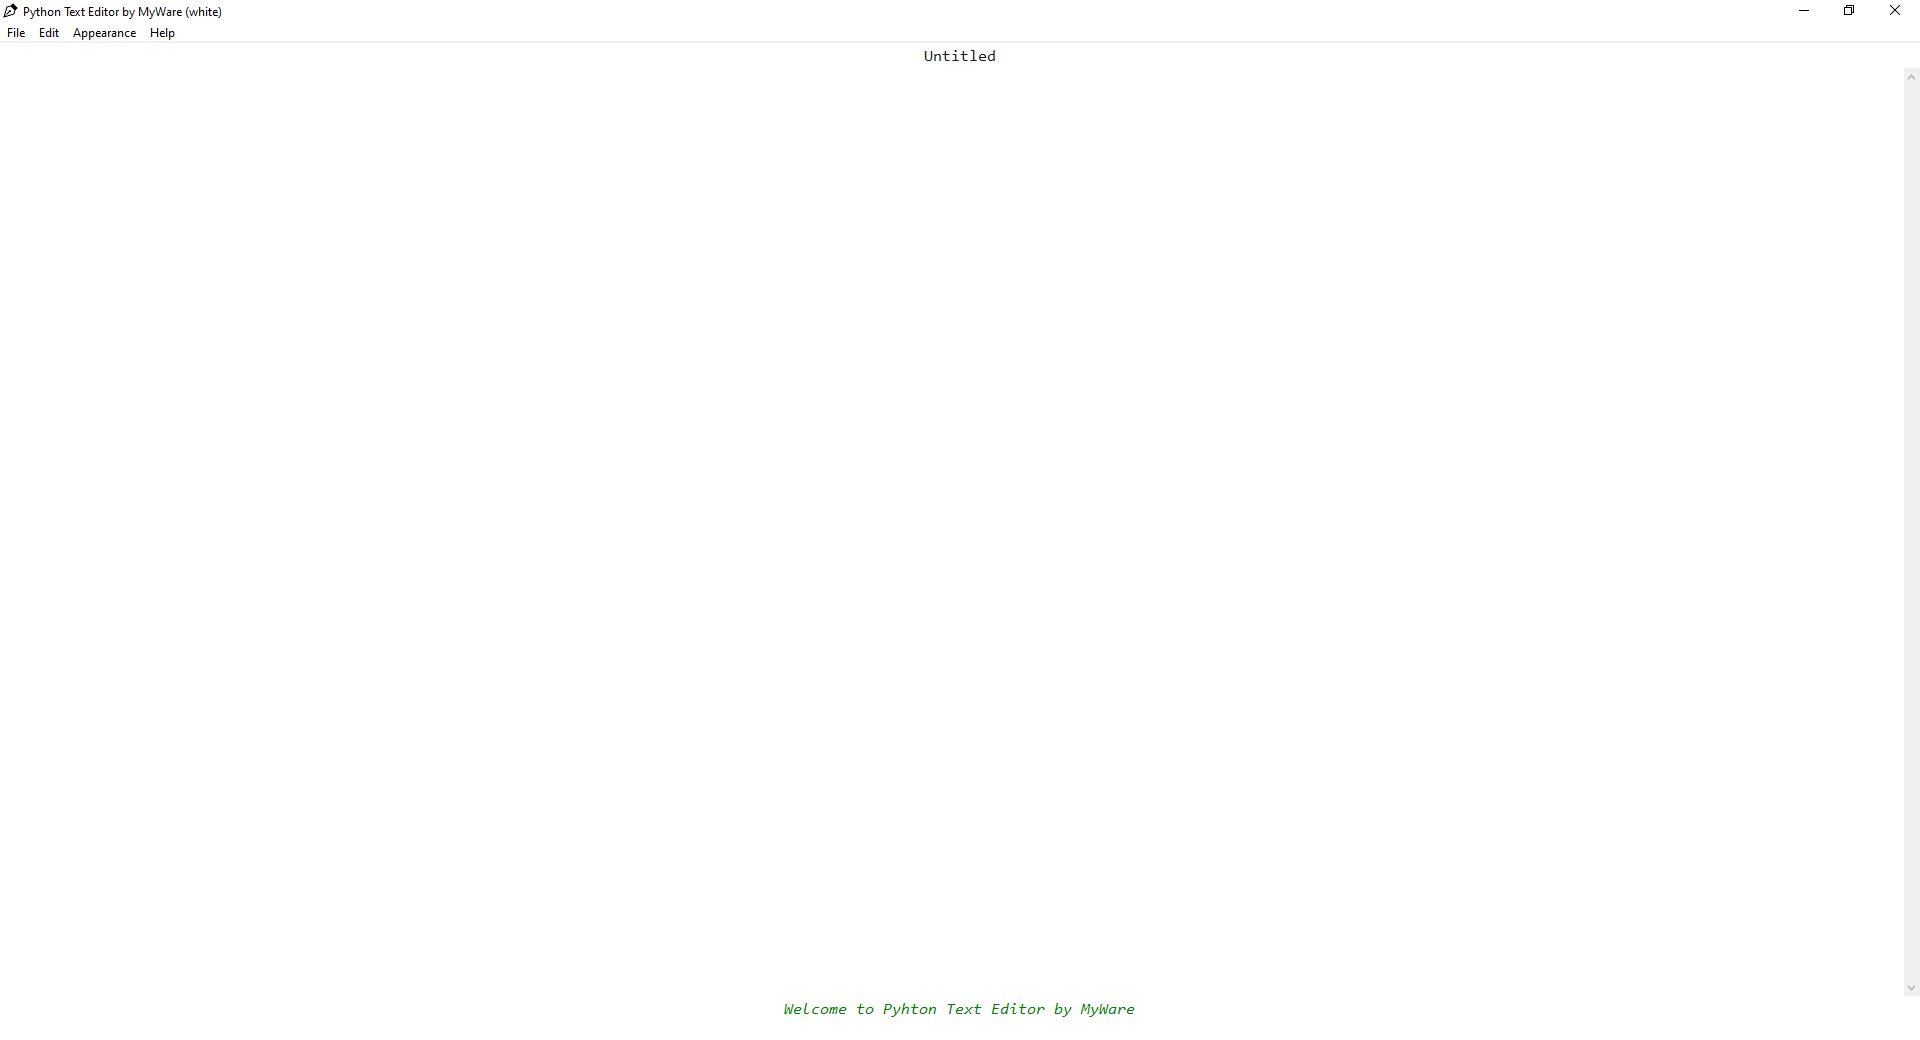 Python Text Editor by MyWare (white)
File Edit Appearance Help
Untitled
Welcome to Pyhton Text Editor by MyWare